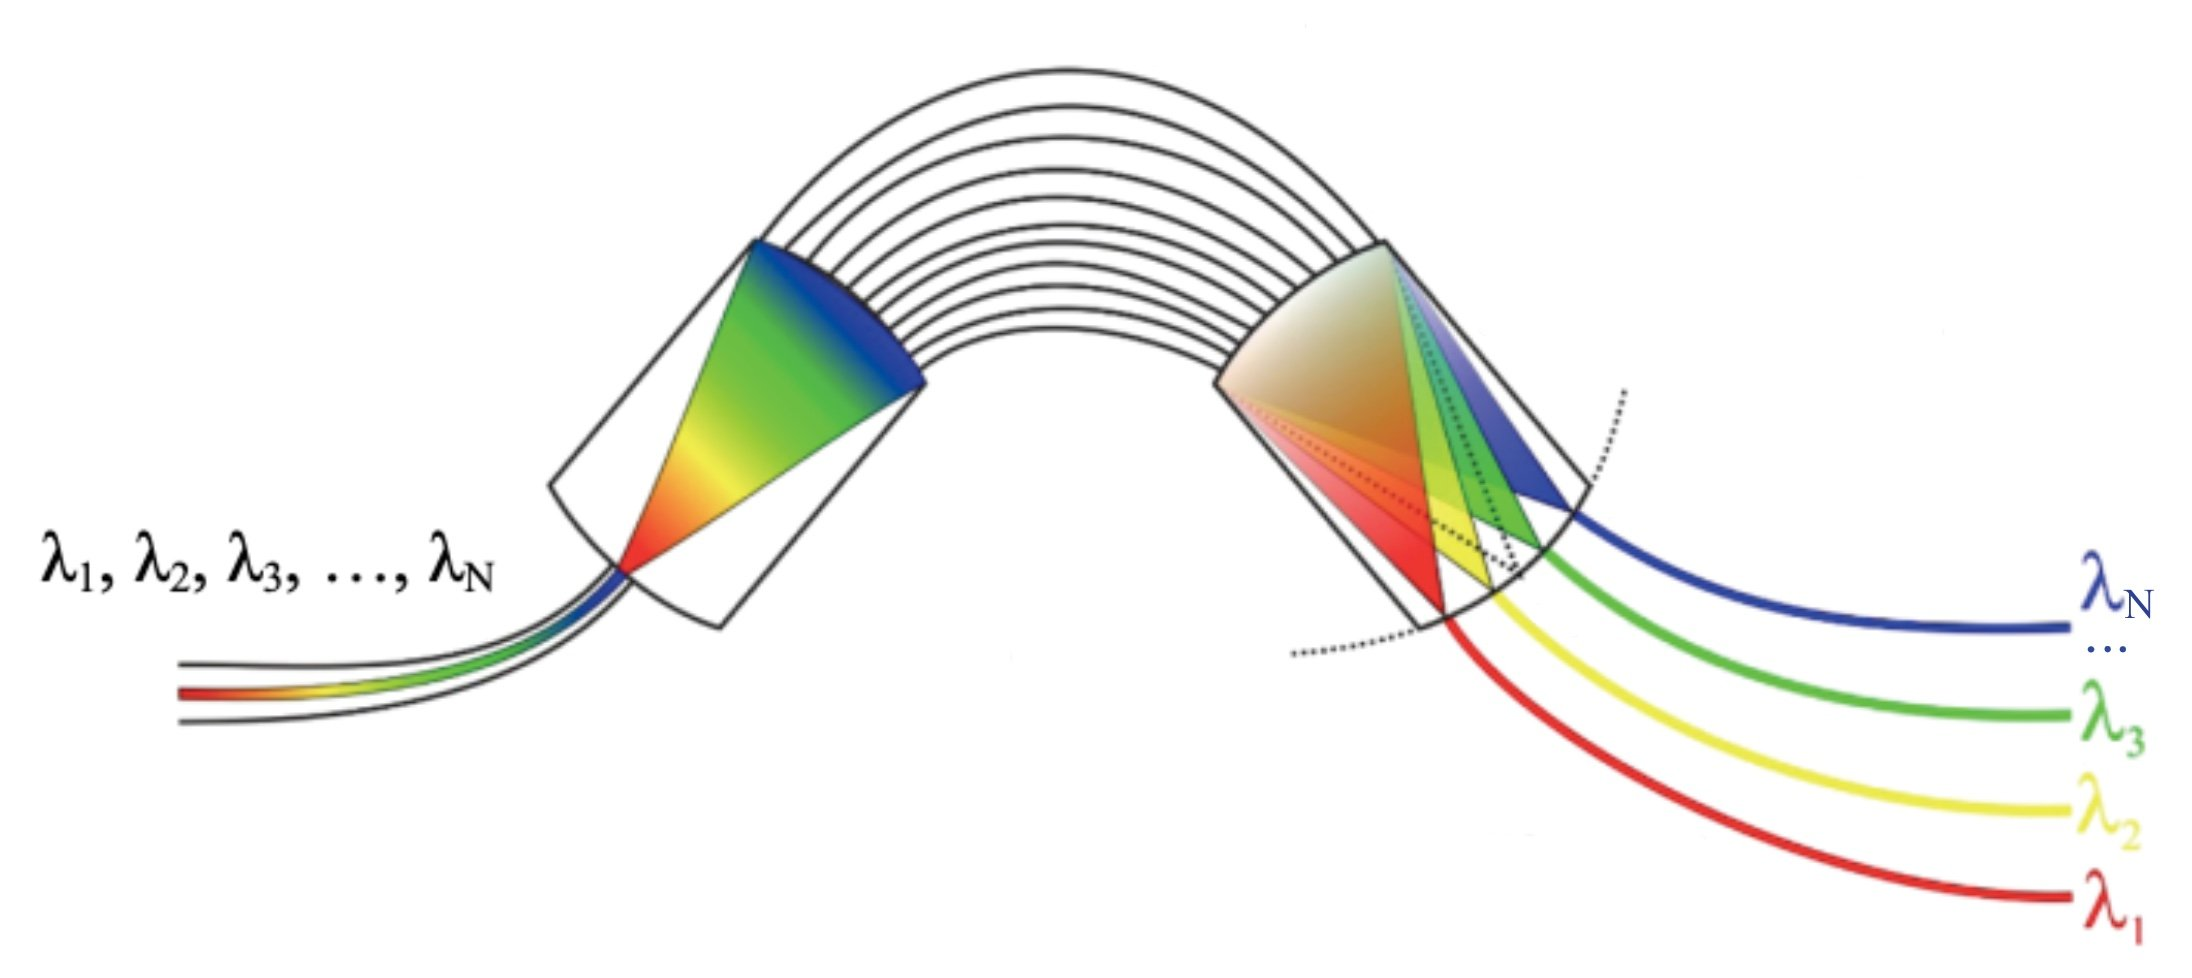 λ₁, λ₂, λ₃, ..., λN
λN
...
λ₃
λ₂
λ₁